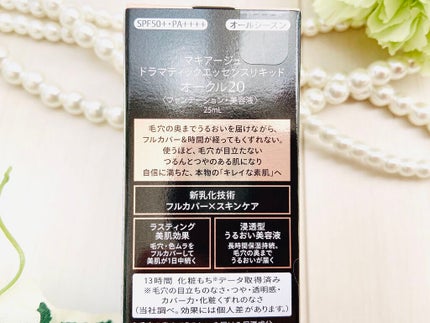 SPF50+・PA++++
オールシーズン
マキアージュ
ドラマティックエッセンスリキッド
オークル20
〈ファンデーション・美容液〉
25mL
毛穴の奥までうるおいを届けながら、
フルカバー&時間が経ってもくずれない。
使うほど、毛穴が目立たない
つるんとつやのある肌になり
自信に満ちた、本物の「キレイな素肌」へ
新乳化技術
フルカバー×スキンケア
ラスティング
美肌効果
毛穴・色ムラを
フルカバーして
美肌が1日中続く
浸透型
うるおい美容液
長時間保湿持続、
毛穴の奥まで
うるおいが届く
13時間 化粧もち※データ取得済み
※毛穴の目立ちのなさ・つや・透明感・
カバー力・化粧くずれのなさ
(当社調べ。効果には個人差があります。)